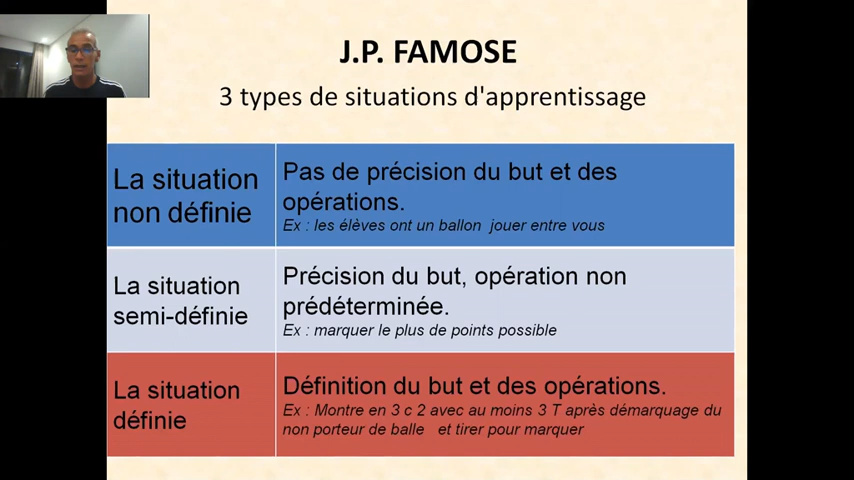 J.P. FAMOSE
3 types de situations d'apprentissage
La situation
non définie
Pas de précision du but et des
opérations.
Ex : les élèves ont un ballon jouer entre vous
La situation
semi-définie
Précision du but, opération non
prédéterminée.
Ex : marquer le plus de points possible
La situation
définie
Définition du but et des opérations.
Ex : Montre en 3 c 2 avec au moins 3 T après démarquage du
non porteur de balle et tirer pour marquer